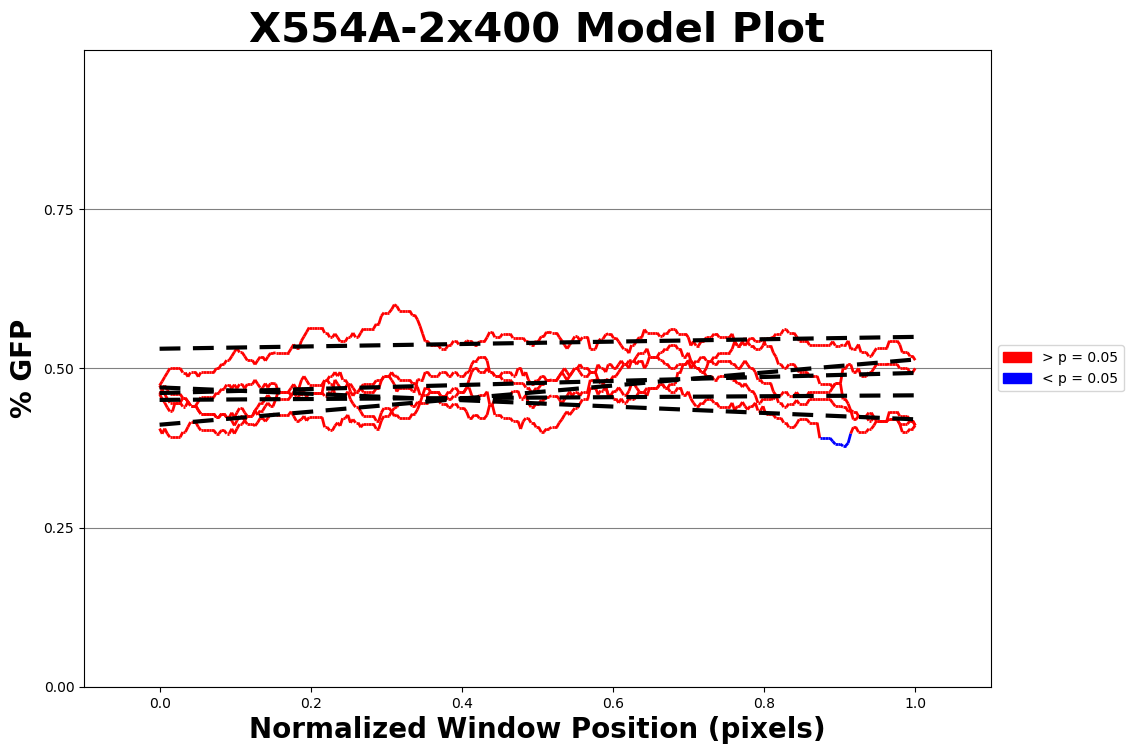 X554A-2x400 Model Plot
% GFP
0.75
0.50
0.25
0.00
0.0 0.2 0.4 0.6 0.8 1.0
Normalized Window Position (pixels)
> p = 0.05
< p = 0.05